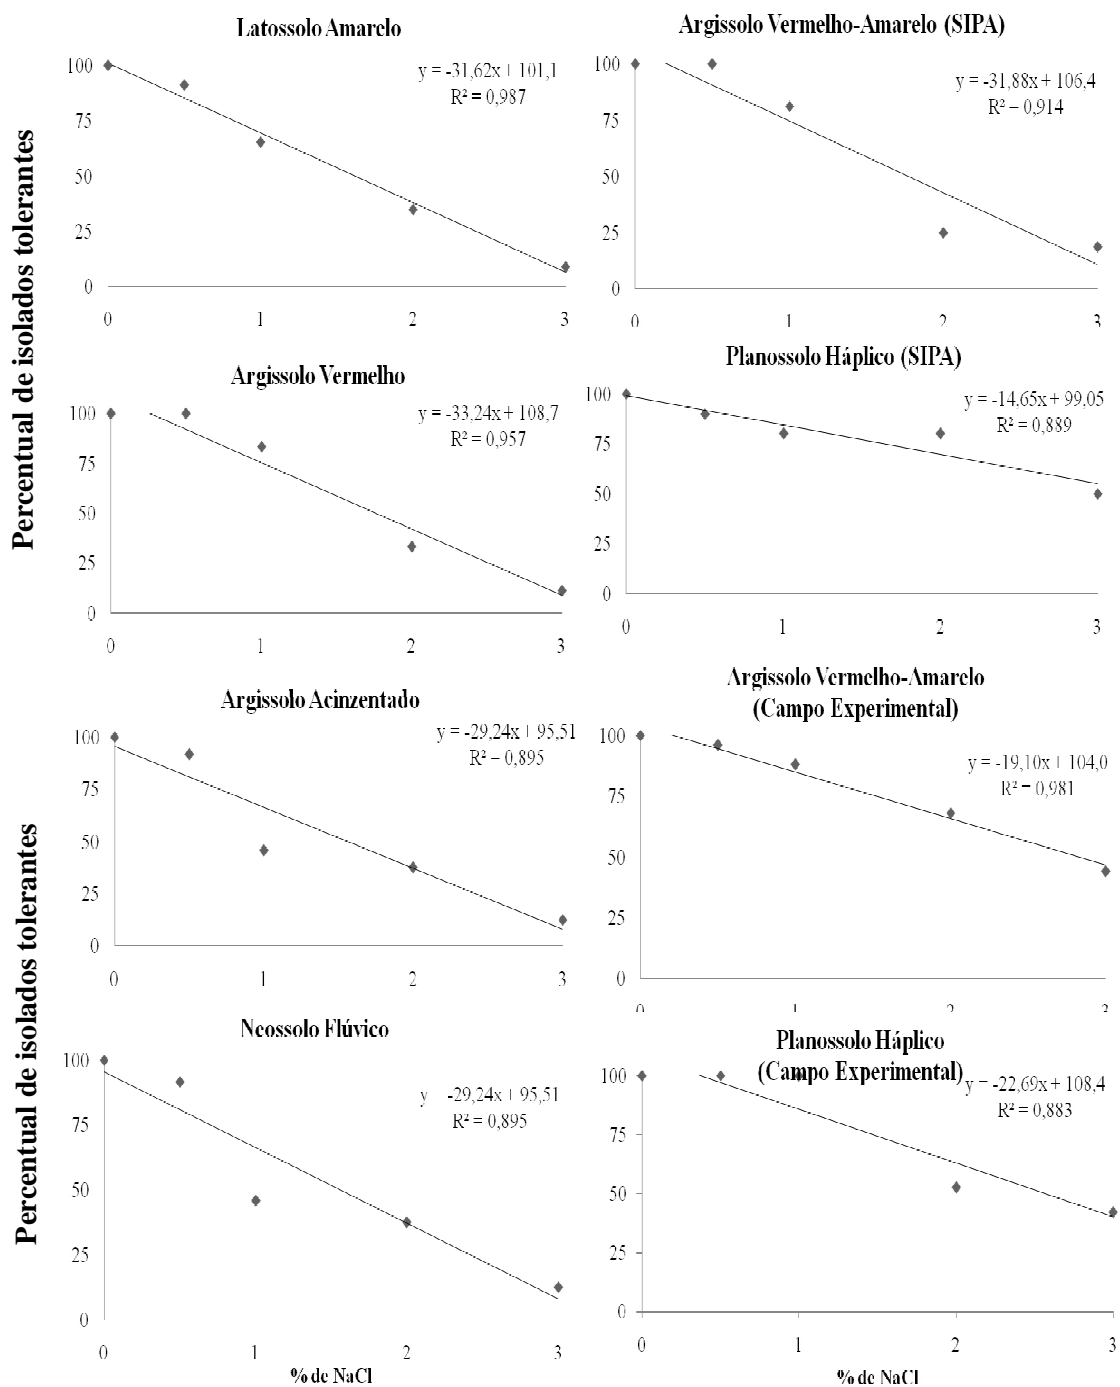 Percentual de isolados tolerantes
Latossolo Amarelo
y = -31,62x + 101,1
R² = 0,987
100
75
50
25
0
0 1 2 3
Argissolo Vermelho-Amarelo (SIPA)
y = -31,88x + 106,4
R² = 0,914
100
75
50
25
0
0 1 2 3
Argissolo Vermelho
y = -33,24x + 108,7
R² = 0,957
100
75
50
25
0
0 1 2 3
Planossolo Háplico (SIPA)
y = -14,65x + 99,05
R² = 0,889
100
75
50
25
0
0 1 2 3
Percentual de isolados tolerantes
Argissolo Acinzentado
y = -29,24x + 95,51
R² = 0,895
100
75
50
25
0
0 1 2 3
Argissolo Vermelho-Amarelo
(Campo Experimental)
y = -19,10x + 104,0
R² = 0,981
100
75
50
25
0
0 1 2 3
Neossolo Flúvico
y -29,24x + 95,51
R² = 0,895
100
75
50
25
0
0 1 2 3
% de NaCl
Planossolo Háplico
(Campo Experimental)
y = -22,69x + 108,4
R² = 0,883
100
75
50
25
0
0 1 2 3
% de NaCl